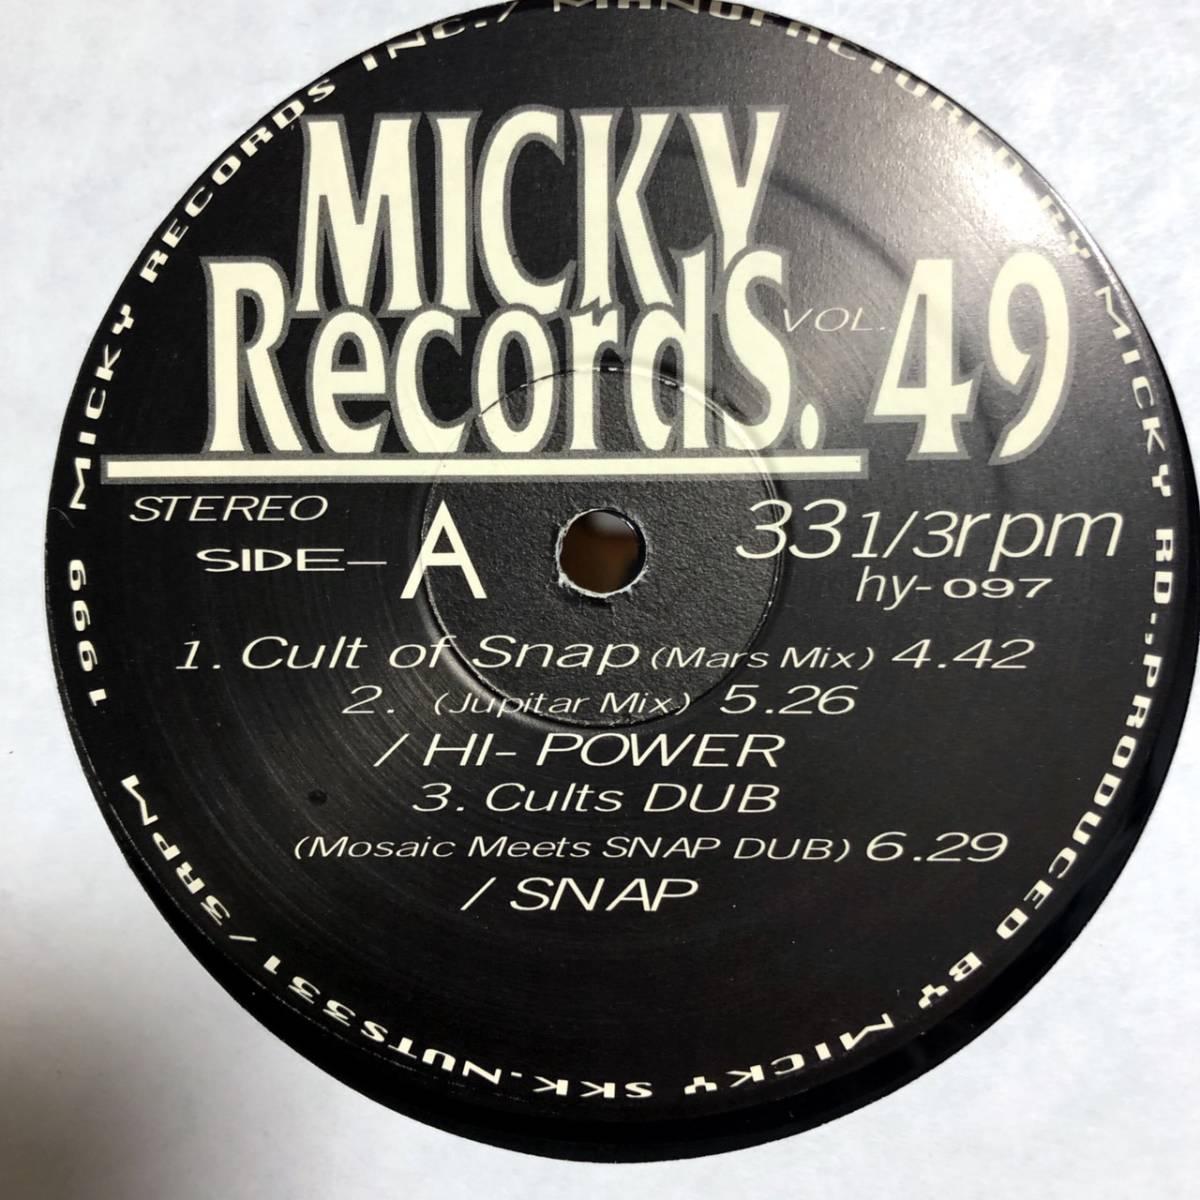 MICKY
Records. VOL. 49
STEREO
SIDE- A
33 1/3rpm
hy-097
1. Cult of Snap (Mars Mix) 4.42
2. (Jupitar Mix) 5.26
/ HI- POWER
3. Cults DUB
(Mosaic Meets SNAP DUB) 6.29
/ SNAP
1999 MICKY RECORDS INC./ MANUFACTURED BY MICKY RD.,PRODUCED BY MICKY SKK.NUTS331/3RPM